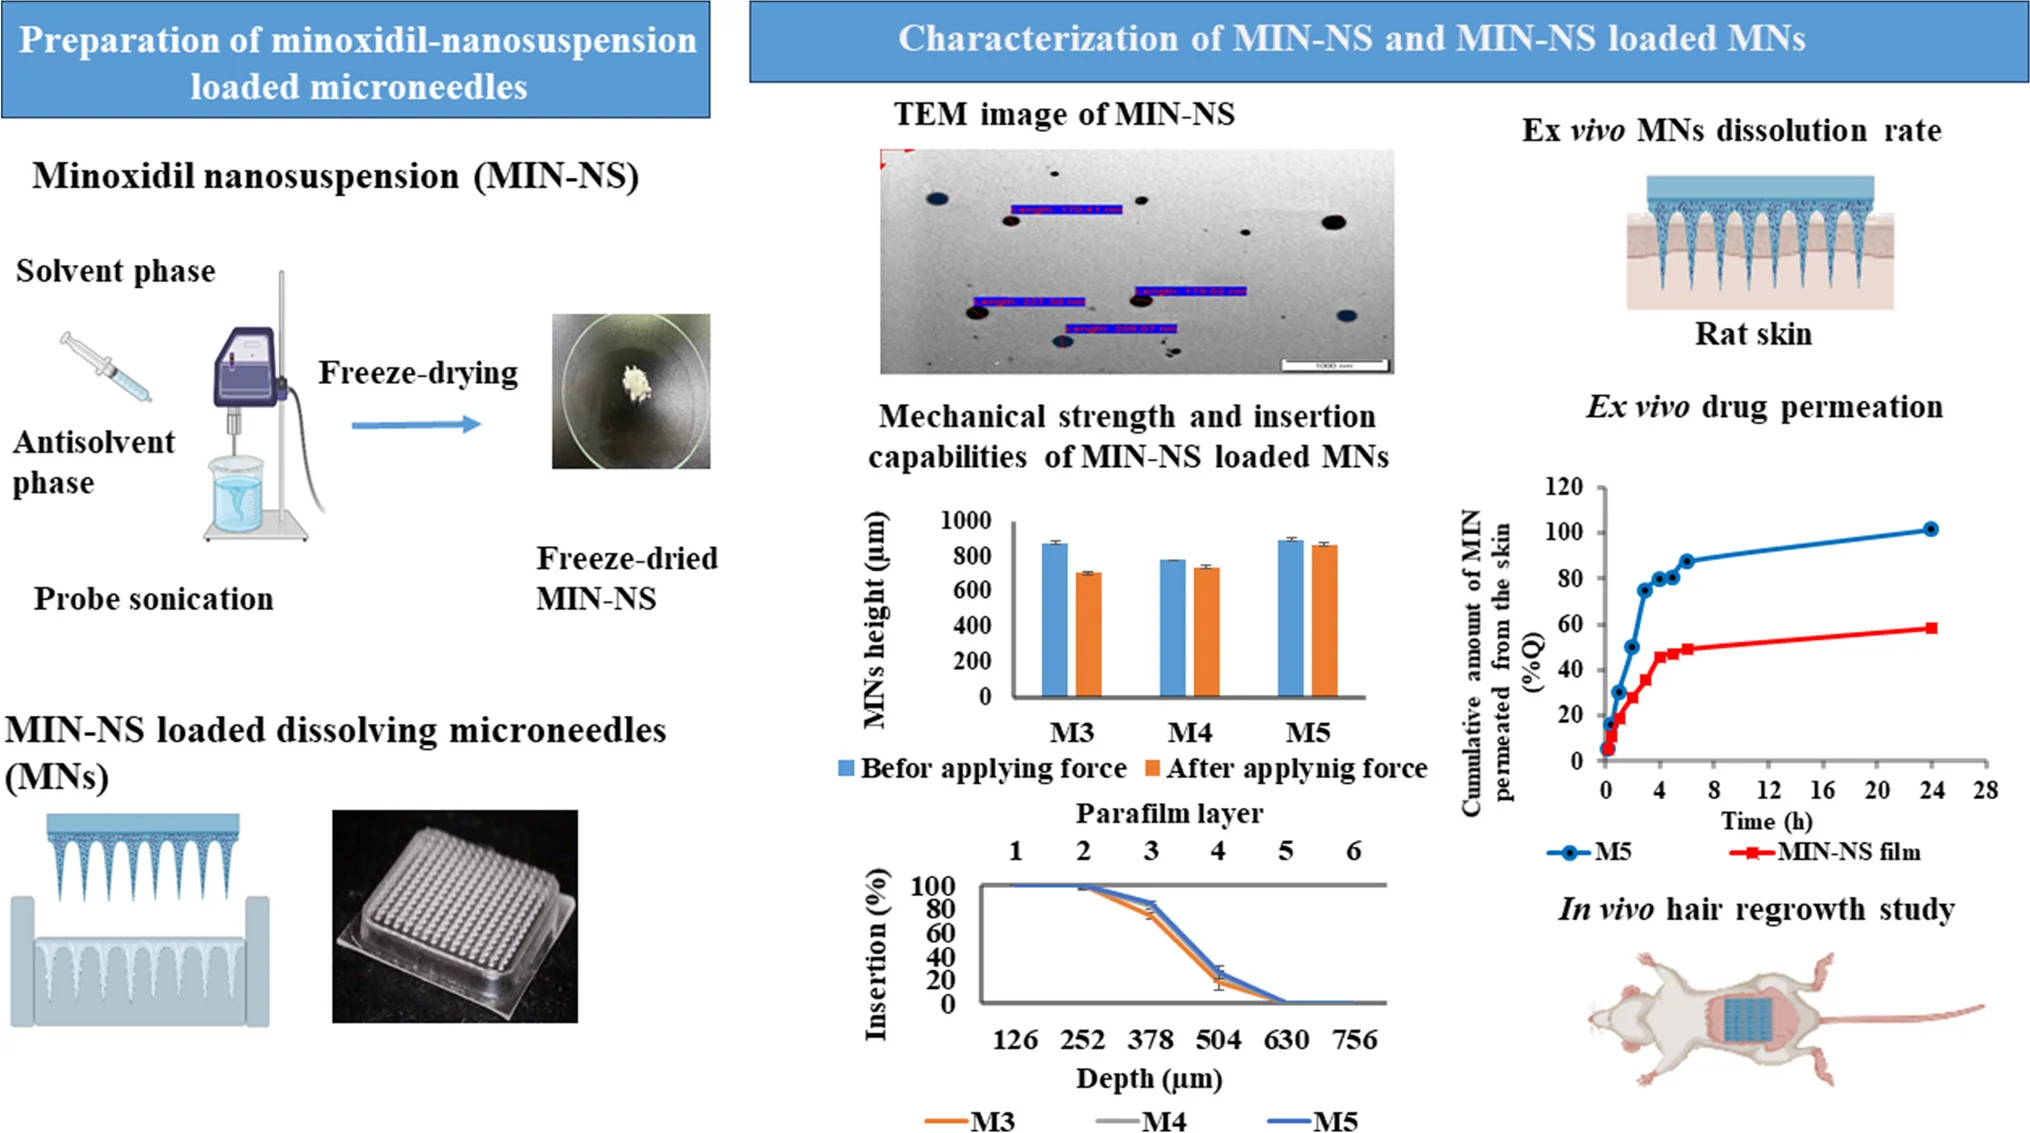 Preparation of minoxidil-nanosuspension
loaded microneedles
Minoxidil nanosuspension (MIN-NS)
Solvent phase
Antisolvent
phase
Freeze-drying
Probe sonication
Freeze-dried
MIN-NS
MIN-NS loaded dissolving microneedles
(MNs)
Characterization of MIN-NS and MIN-NS loaded MNs
TEM image of MIN-NS
1000 nm
Mechanical strength and insertion
capabilities of MIN-NS loaded MNs
MNs height (µm)
1000
800
600
400
200
0
M3 M4 M5
Befor applying force After applynig force
Parafilm layer
1 2 3 4 5 6
Insertion (%)
100
80
60
40
20
0
126 252 378 504 630 756
Depth (µm)
M3 M4 M5
Ex vivo MNs dissolution rate
Rat skin
Ex vivo drug permeation
Cumulative amount of MIN
permeated from the skin
(%Q)
120
100
80
60
40
20
0
0 4 8 12 16 20 24 28
Time (h)
M5 MIN-NS film
In vivo hair regrowth study